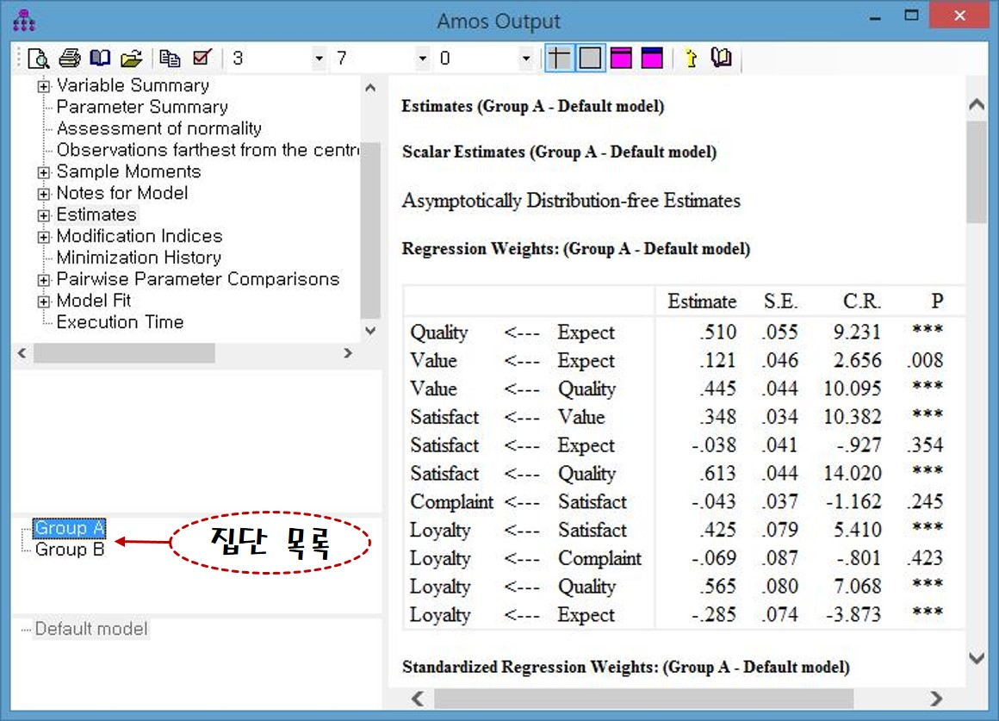 Amos Output
3 7 0
Variable Summary
Parameter Summary
Assessment of normality
Observations farthest from the centr
Sample Moments
Notes for Model
Estimates
Modification Indices
Minimization History
Pairwise Parameter Comparisons
Model Fit
Execution Time
Group A
Group B
집단 목록
Default model
Estimates (Group A - Default model)
Scalar Estimates (Group A - Default model)
Asymptotically Distribution-free Estimates
Regression Weights: (Group A - Default model)
Estimate S.E. C.R. P
Quality <--- Expect .510 .055 9.231 ***
Value <--- Expect .121 .046 2.656 .008
Value <--- Quality .445 .044 10.095 ***
Satisfact <--- Value .348 .034 10.382 ***
Satisfact <--- Expect -.038 .041 -.927 .354
Satisfact <--- Quality .613 .044 14.020 ***
Complaint <--- Satisfact -.043 .037 -1.162 .245
Loyalty <--- Satisfact .425 .079 5.410 ***
Loyalty <--- Complaint -.069 .087 -.801 .423
Loyalty <--- Quality .565 .080 7.068 ***
Loyalty <--- Expect -.285 .074 -3.873 ***
Standardized Regression Weights: (Group A - Default model)